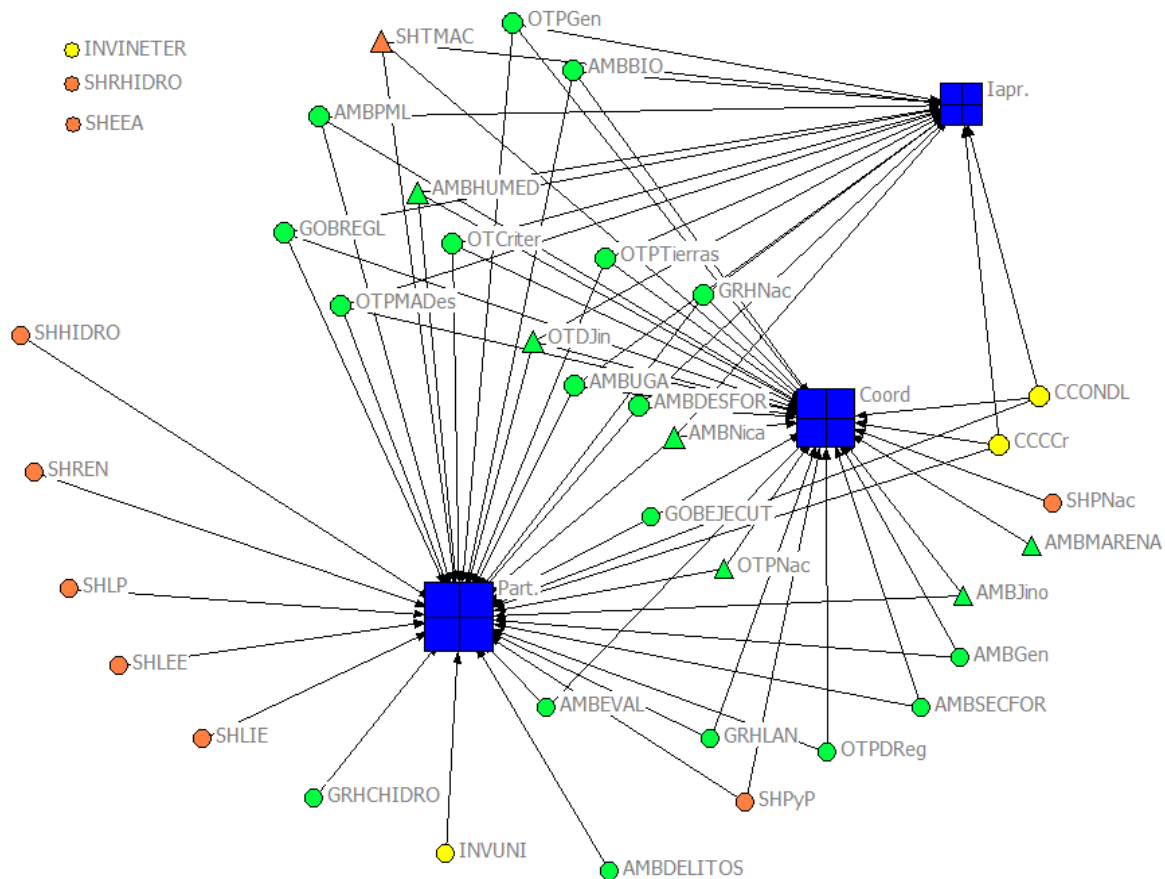 OTPGen
SHTMAC
INVINETER
AMBBIO
SHRHIDRO
Iapr.
AMBPML
SHEEA
AMBHUMED
GOBREGL
OTCriter
OTPTierras
GRHNac
OTPMADes
SHHIDRO
OTDJin
AMBUGA
CCONDL
Coord
AMBDESFOR
AMBNica
CCCCr
SHREN
SHPNac
GOBEJECUT
AMBMARENA
OTPNac
SHLP
Part.
AMBJino
AMBGen
SHLEE
AMBEVAL
AMBSECFOR
SHLIE
GRHLAN
OTPDReg
GRHCHIDRO
SHPyP
INVUNI
AMBDELITOS